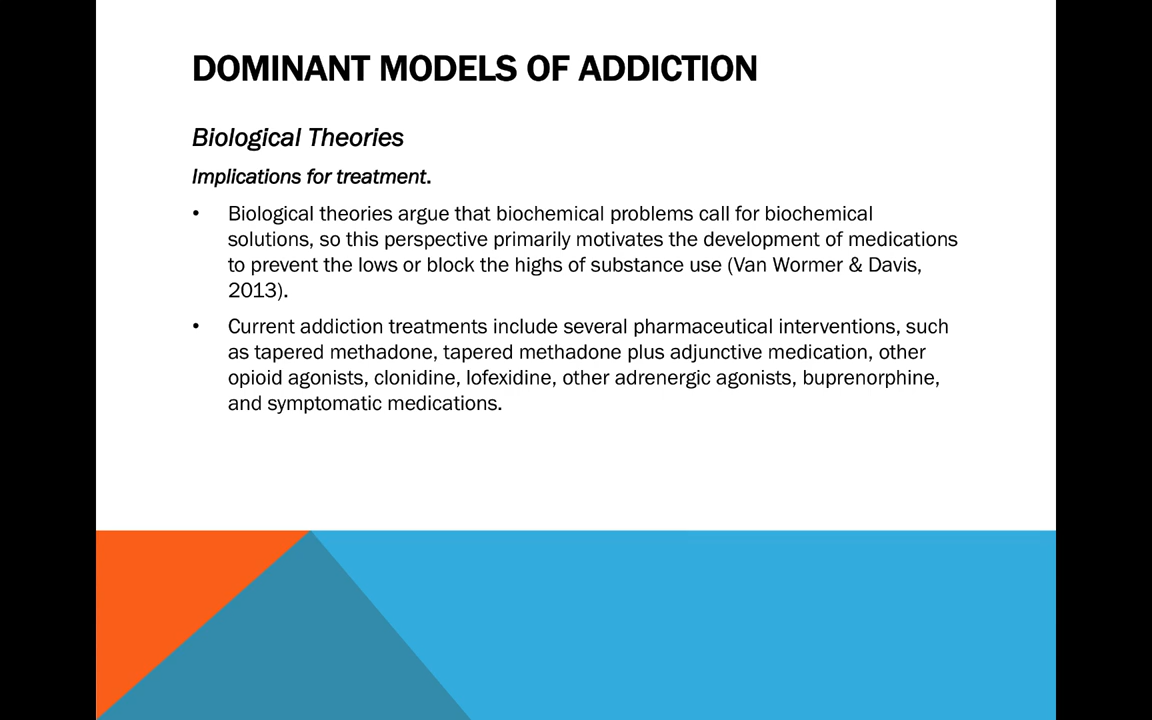 DOMINANT MODELS OF ADDICTION
Biological Theories
Implications for treatment.
• Biological theories argue that biochemical problems call for biochemical
solutions, so this perspective primarily motivates the development of medications
to prevent the lows or block the highs of substance use (Van Wormer & Davis,
2013).
• Current addiction treatments include several pharmaceutical interventions, such
as tapered methadone, tapered methadone plus adjunctive medication, other
opioid agonists, clonidine, lofexidine, other adrenergic agonists, buprenorphine,
and symptomatic medications.